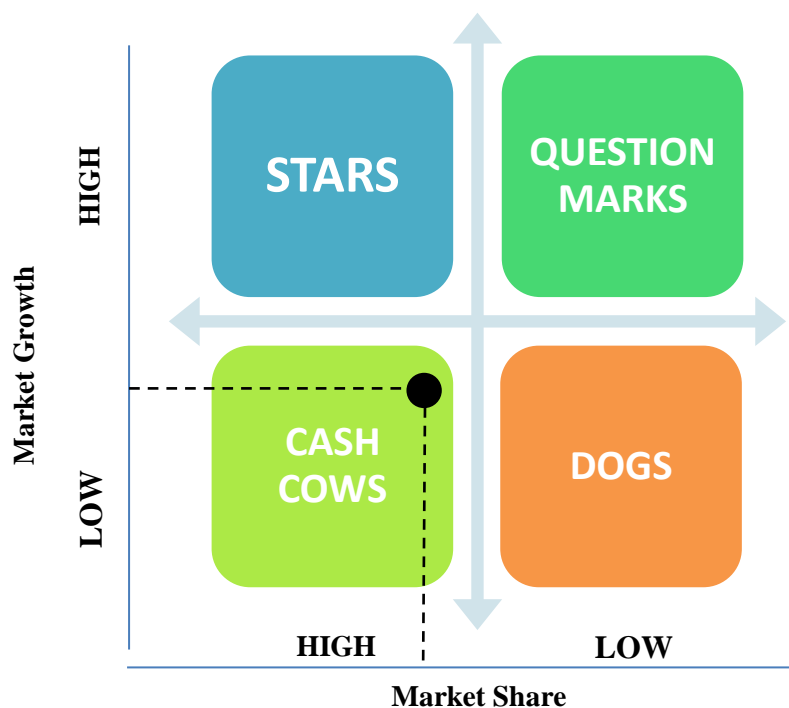 HIGH
STARS
QUESTION
MARKS
Market Growth
LOW
CASH
COWS
DOGS
HIGH
LOW
Market Share